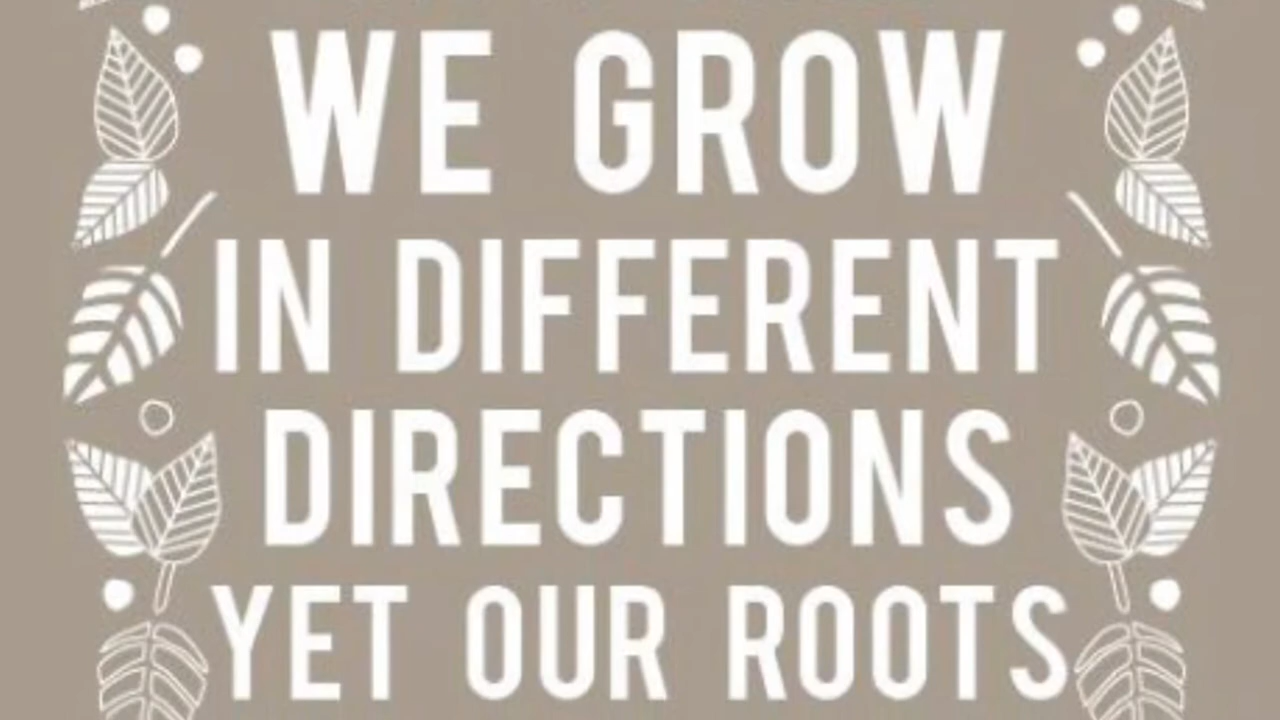 WE GROW
IN DIFFERENT
DIRECTIONS
YET OUR ROOTS